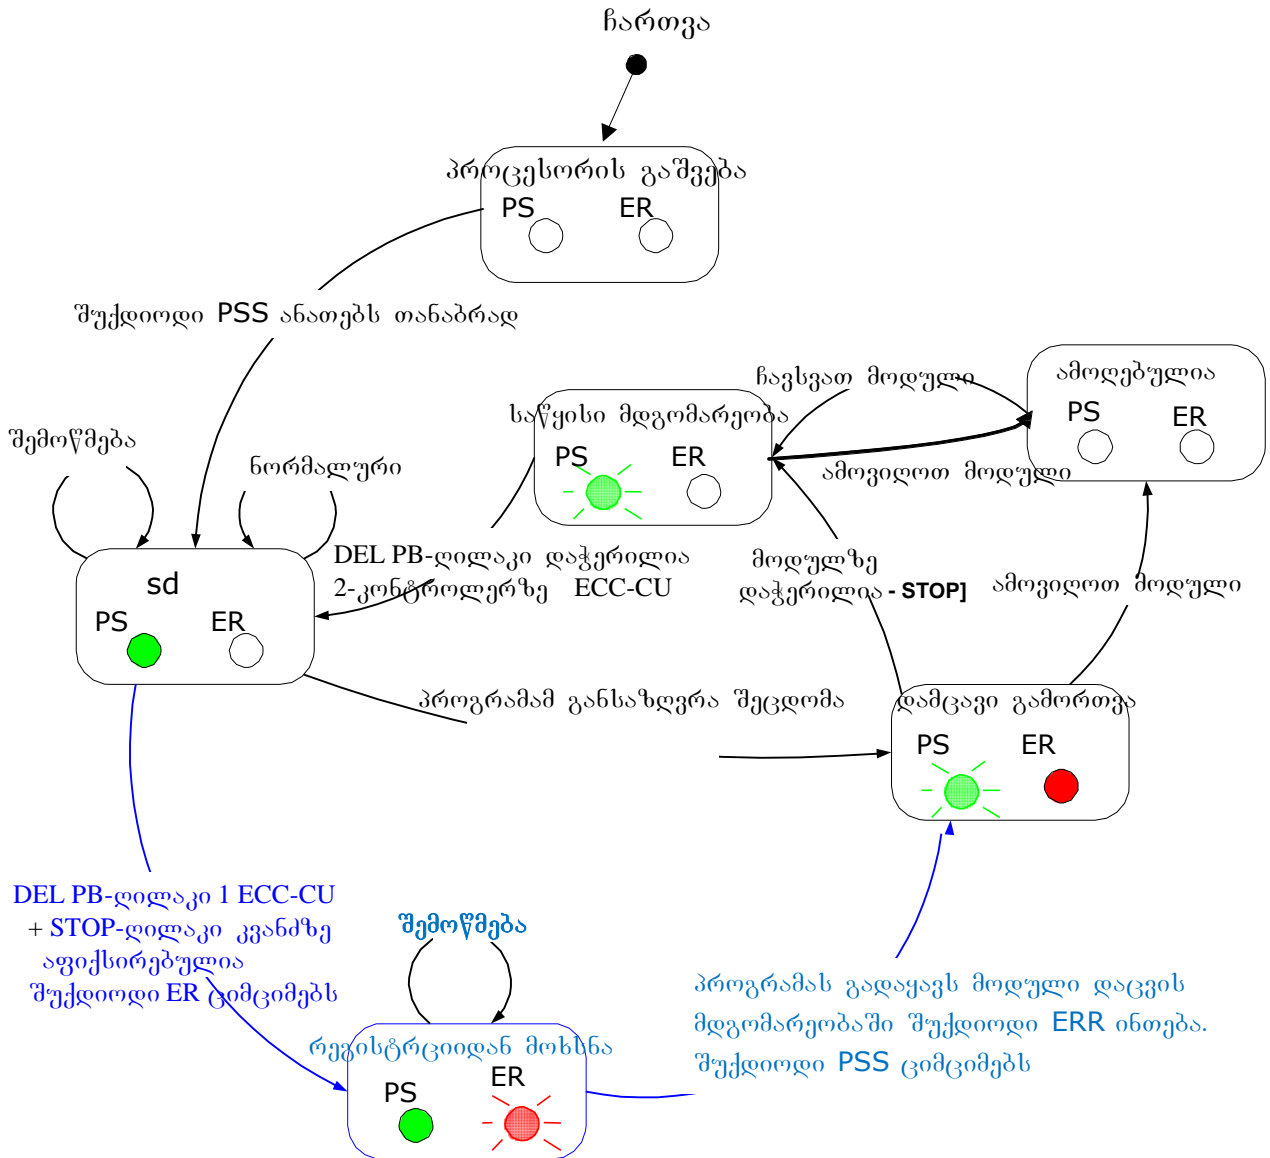 ჩართვა
პროცესორის გაშვება
PS ER
შუქდიოდი PSS ანათებს თანაბრად
ჩავსვათ მოდული
ამოღებულია
PS ER
საწყისი მდგომარეობა
PS ER
ამოვიღოთ მოდული
შემოწმება
ნორმალური
DEL PB-ღილაკი დაჭერილია
2-კონტროლერზე ECC-CU
მოდულზე
დაჭერილია - STOP]
ამოვიღოთ მოდული
sd
PS ER
პროგრამამ განსაზღვრა შეცდომა
დამცავი გამორთვა
PS ER
DEL PB-ღილაკი 1 ECC-CU
+ STOP-ღილაკი კვანძზე
აფიქსირებულია
შუქდიოდი ER ციმციმებს
შემოწმება
პროგრამას გადაყავს მოდული დაცვის
მდგომარეობაში შუქდიოდი ERR ინთება.
შუქდიოდი PSS ციმციმებს
რეგისტრციიდან მოხსნა
PS ER